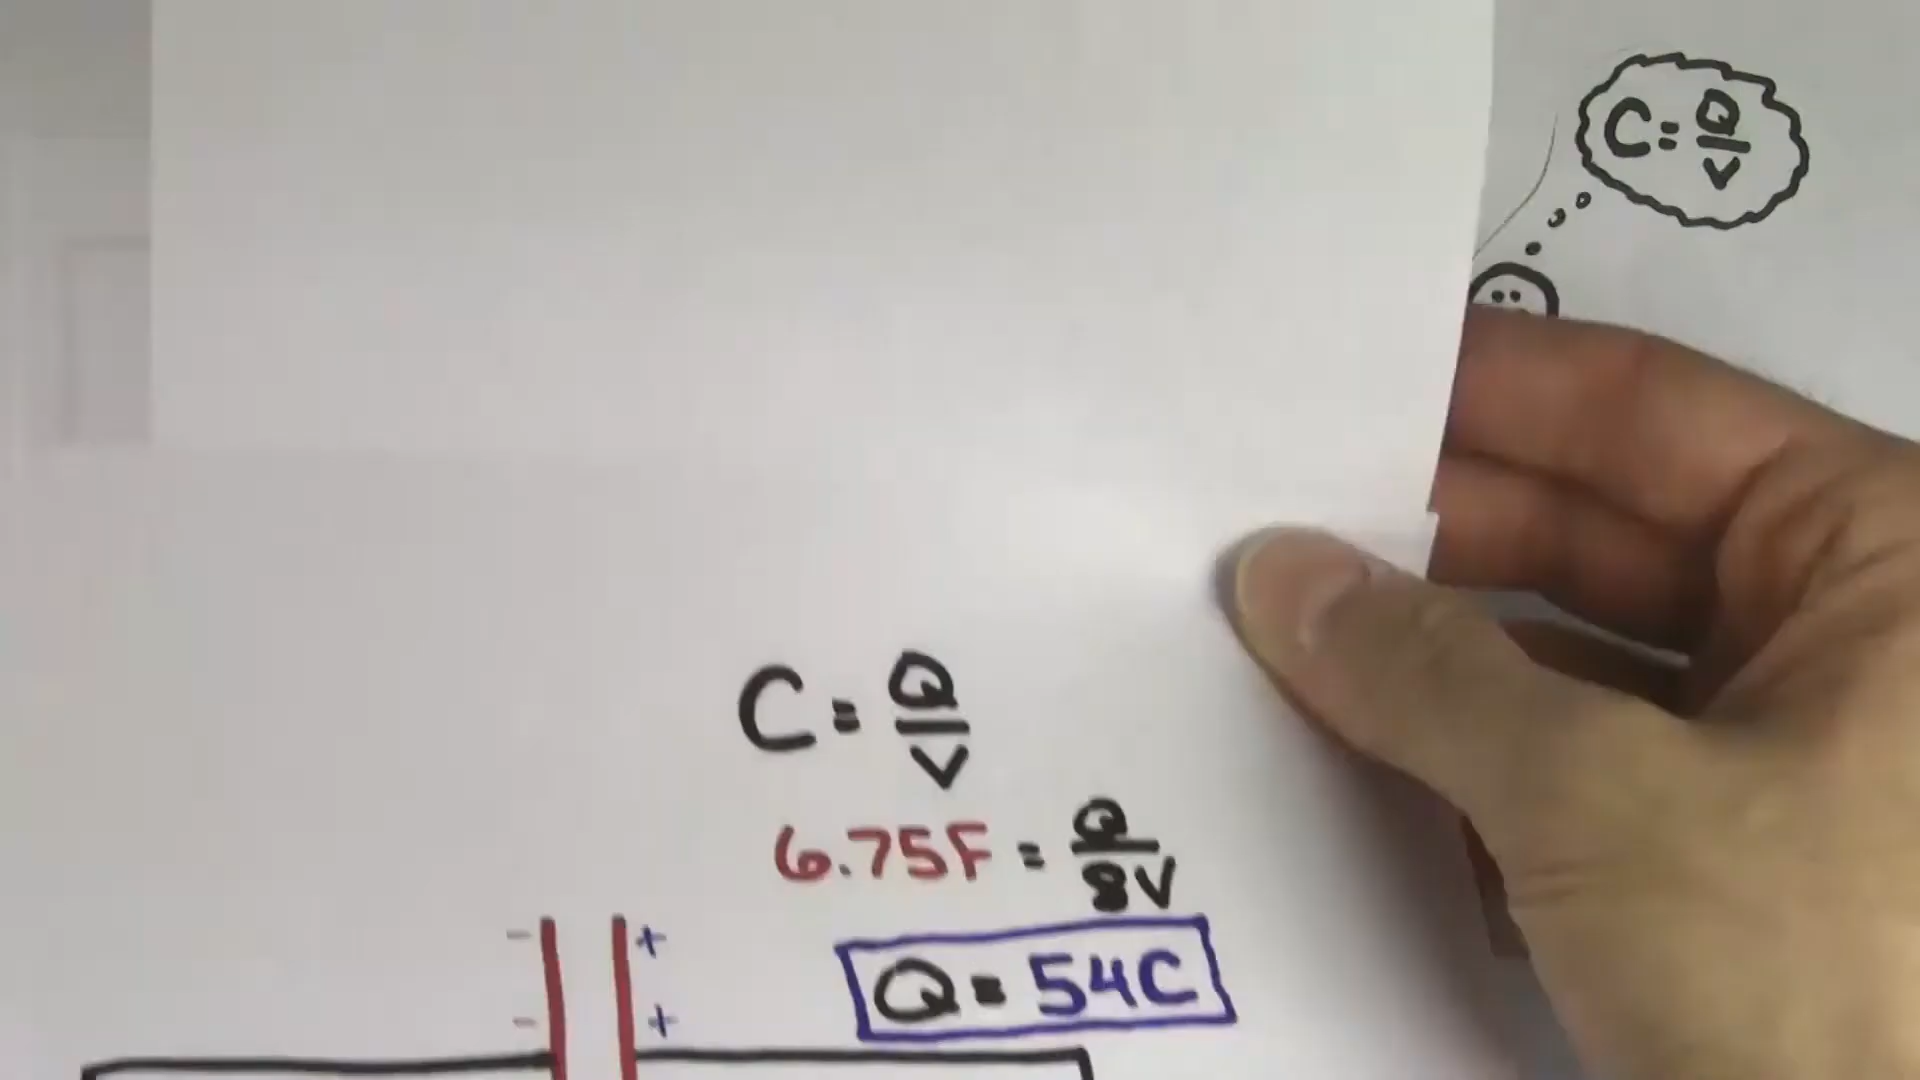 C = Q/V
C = Q/V
6.75F = Q/8V
- +
- +
Q = 54C